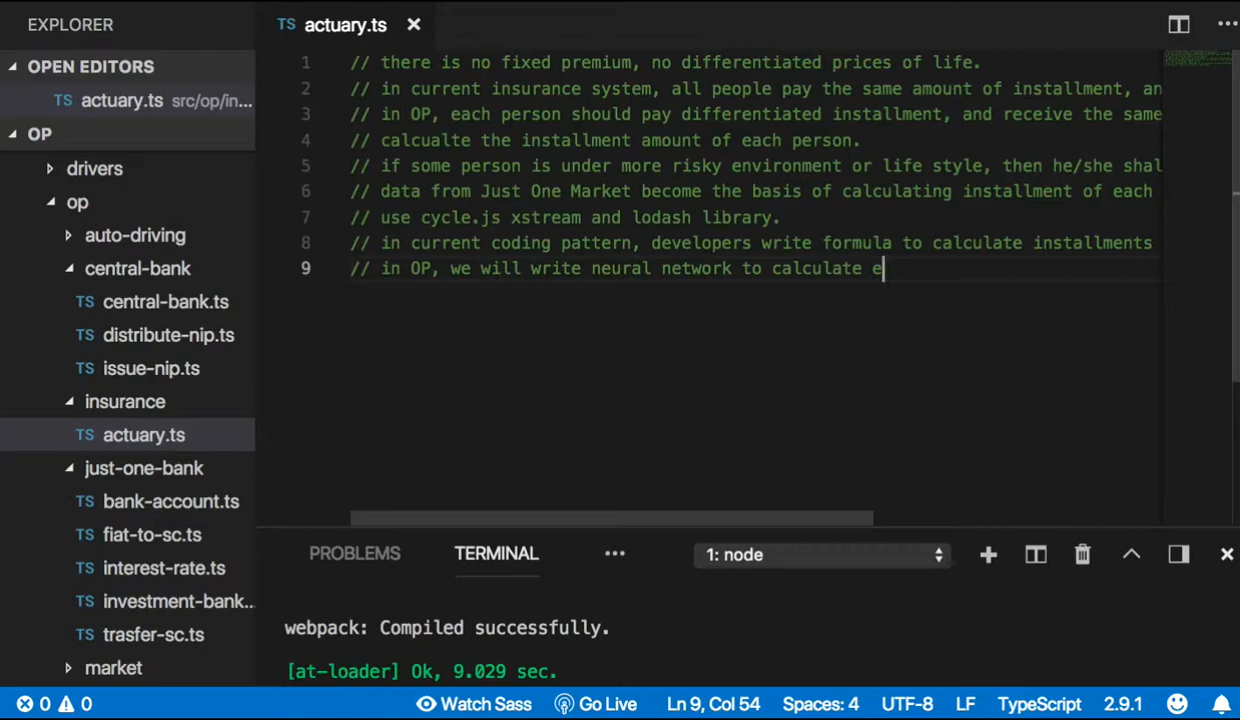 EXPLORER
OPEN EDITORS
TS actuary.ts src/op/in...
OP
drivers
op
auto-driving
central-bank
TS central-bank.ts
TS distribute-nip.ts
TS issue-nip.ts
insurance
TS actuary.ts
just-one-bank
TS bank-account.ts
TS fiat-to-sc.ts
TS interest-rate.ts
TS investment-bank...
TS trasfer-sc.ts
market
TS actuary.ts
1 // there is no fixed premium, no differentiated prices of life.
2 // in current insurance system, all people pay the same amount of installment, an
3 // in OP, each person should pay differentiated installment, and receive the same
4 // calcualte the installment amount of each person.
5 // if some person is under more risky environment or life style, then he/she shal
6 // data from Just One Market become the basis of calculating installment of each
7 // use cycle.js xstream and lodash library.
8 // in current coding pattern, developers write formula to calculate installments
9 // in OP, we will write neural network to calculate e
PROBLEMS TERMINAL ... 1: node
webpack: Compiled successfully.
[at-loader] Ok, 9.029 sec.
0 0 Watch Sass Go Live Ln 9, Col 54 Spaces: 4 UTF-8 LF TypeScript 2.9.1